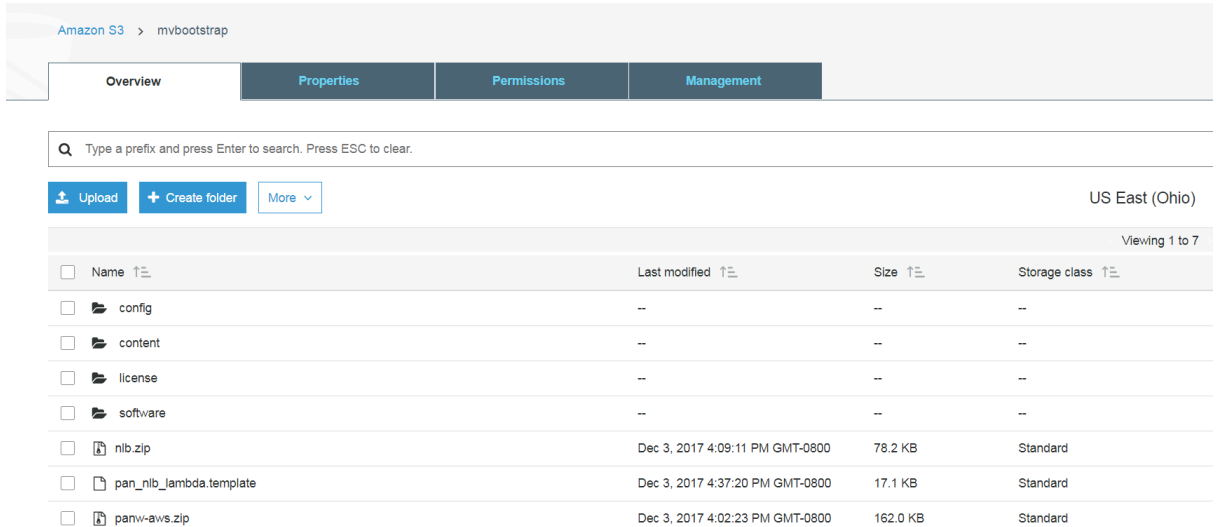 Amazon S3 > mvbootstrap
Overview Properties Permissions Management
Type a prefix and press Enter to search. Press ESC to clear.
Upload + Create folder More
US East (Ohio)
Viewing 1 to 7
Name Last modified Size Storage class
config -- -- --
content -- -- --
license -- -- --
software -- -- --
nlb.zip Dec 3, 2017 4:09:11 PM GMT-0800 78.2 KB Standard
pan_nlb_lambda.template Dec 3, 2017 4:37:20 PM GMT-0800 17.1 KB Standard
panw-aws.zip Dec 3, 2017 4:02:23 PM GMT-0800 162.0 KB Standard